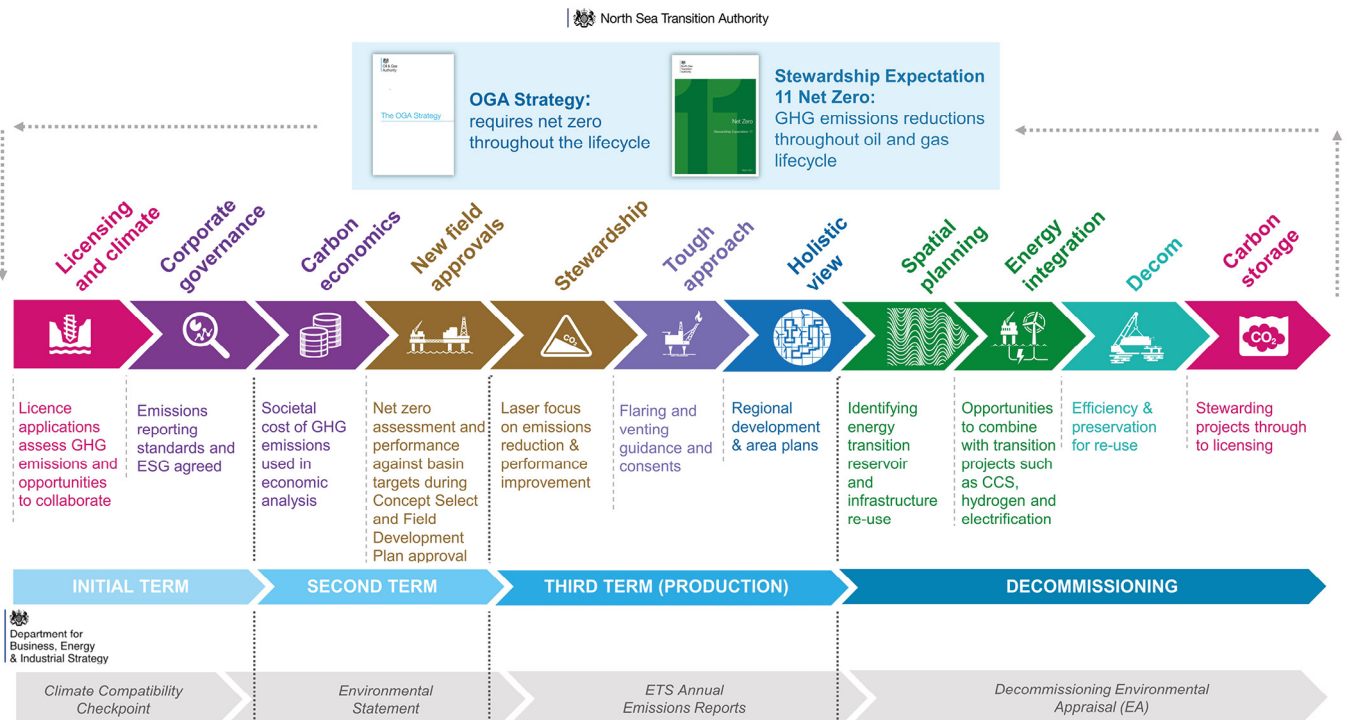 North Sea Transition Authority
Oil & Gas
Authority
The OGA Strategy
OGA Strategy:
requires net zero
throughout the lifecycle
11
Net Zero
Stewardship Expectation 11
Stewardship Expectation
11 Net Zero:
GHG emissions reductions
throughout oil and gas
lifecycle
Licensing
and climate
Corporate
governance
Carbon
economics
New field
approvals
Stewardship
Tough
approach
Holistic
view
Spatial
planning
Energy
integration
Decom
Carbon
storage
CO2
CO2
Licence
applications
assess GHG
emissions and
opportunities
to collaborate
Emissions
reporting
standards and
ESG agreed
Societal
cost of GHG
emissions
used in
economic
analysis
Net zero
assessment and
performance
against basin
targets during
Concept Select
and Field
Development
Plan approval
Laser focus
on emissions
reduction &
performance
improvement
Flaring and
venting
guidance and
consents
Regional
development
& area plans
Identifying
energy
transition
reservoir
and
infrastructure
re-use
Opportunities
to combine
with transition
projects such
as CCS,
hydrogen and
electrification
Efficiency &
preservation
for re-use
Stewarding
projects through
to licensing
INITIAL TERM
SECOND TERM
THIRD TERM (PRODUCTION)
DECOMMISSIONING
Department for
Business, Energy
& Industrial Strategy
Climate Compatibility
Checkpoint
Environmental
Statement
ETS Annual
Emissions Reports
Decommissioning Environmental
Appraisal (EA)